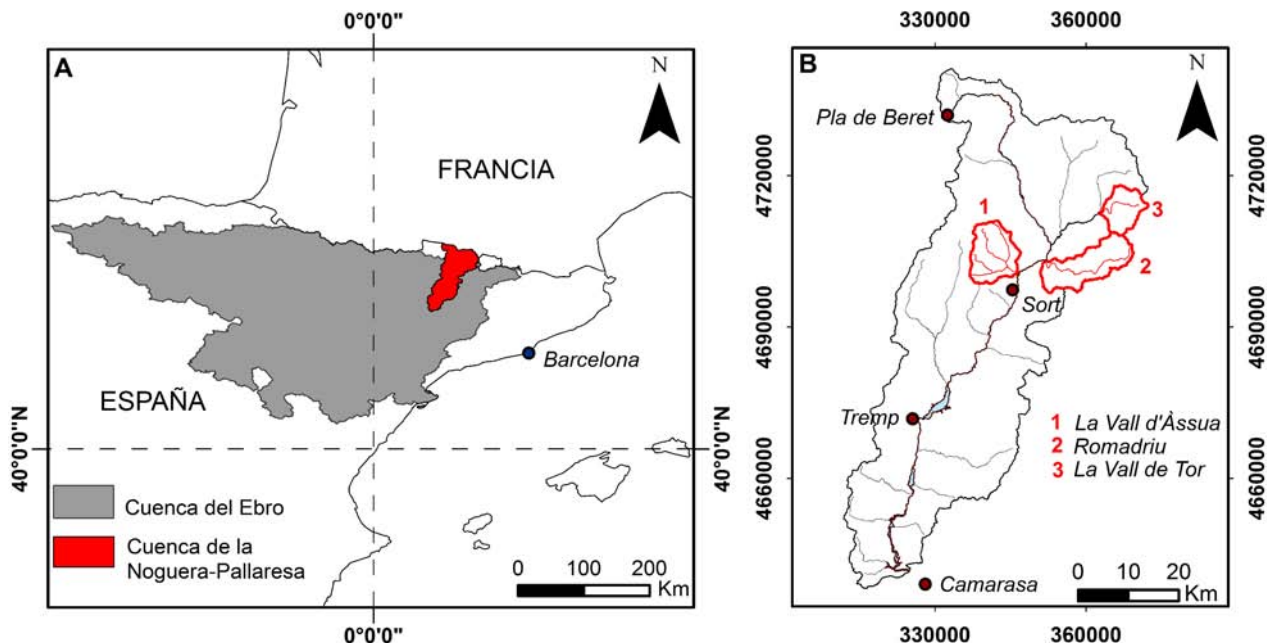 A
0°0'0"
N
FRANCIA
Barcelona
ESPAÑA
40°0'0"N
40°0'0"N
Cuenca del Ebro
Cuenca de la
Noguera-Pallaresa
0 100 200
Km
0°0'0"
B
330000 360000
N
Pla de Beret
4720000
4720000
1
3
2
Sort
4690000
4690000
Tremp
1 La Vall d'Àssua
2 Romadriu
3 La Vall de Tor
4660000
4660000
Camarasa
0 10 20
Km
330000 360000